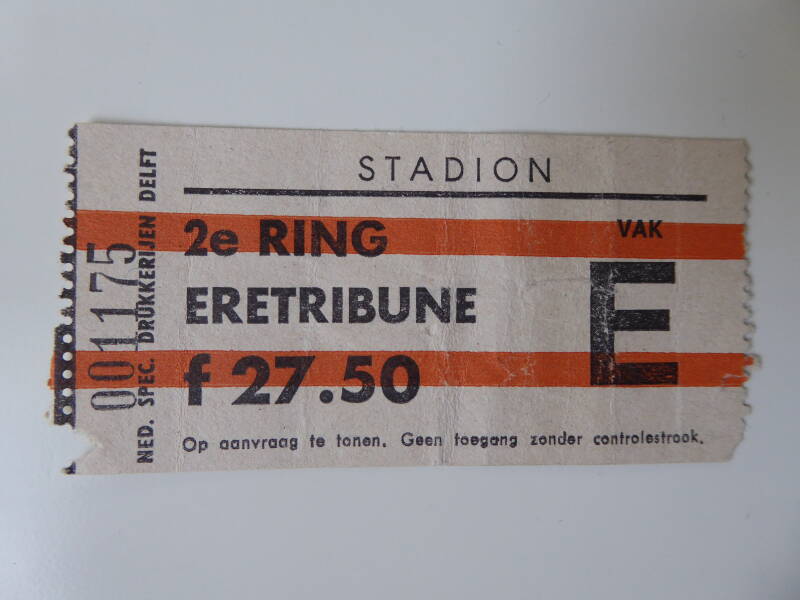 STADION
2e RING
VAK
ERETRIBUNE
E
f 27.50
Op aanvraag te tonen. Geen toegang zonder controlestrook.
001175
NED. SPEC. DRUKKERIJEN DELFT